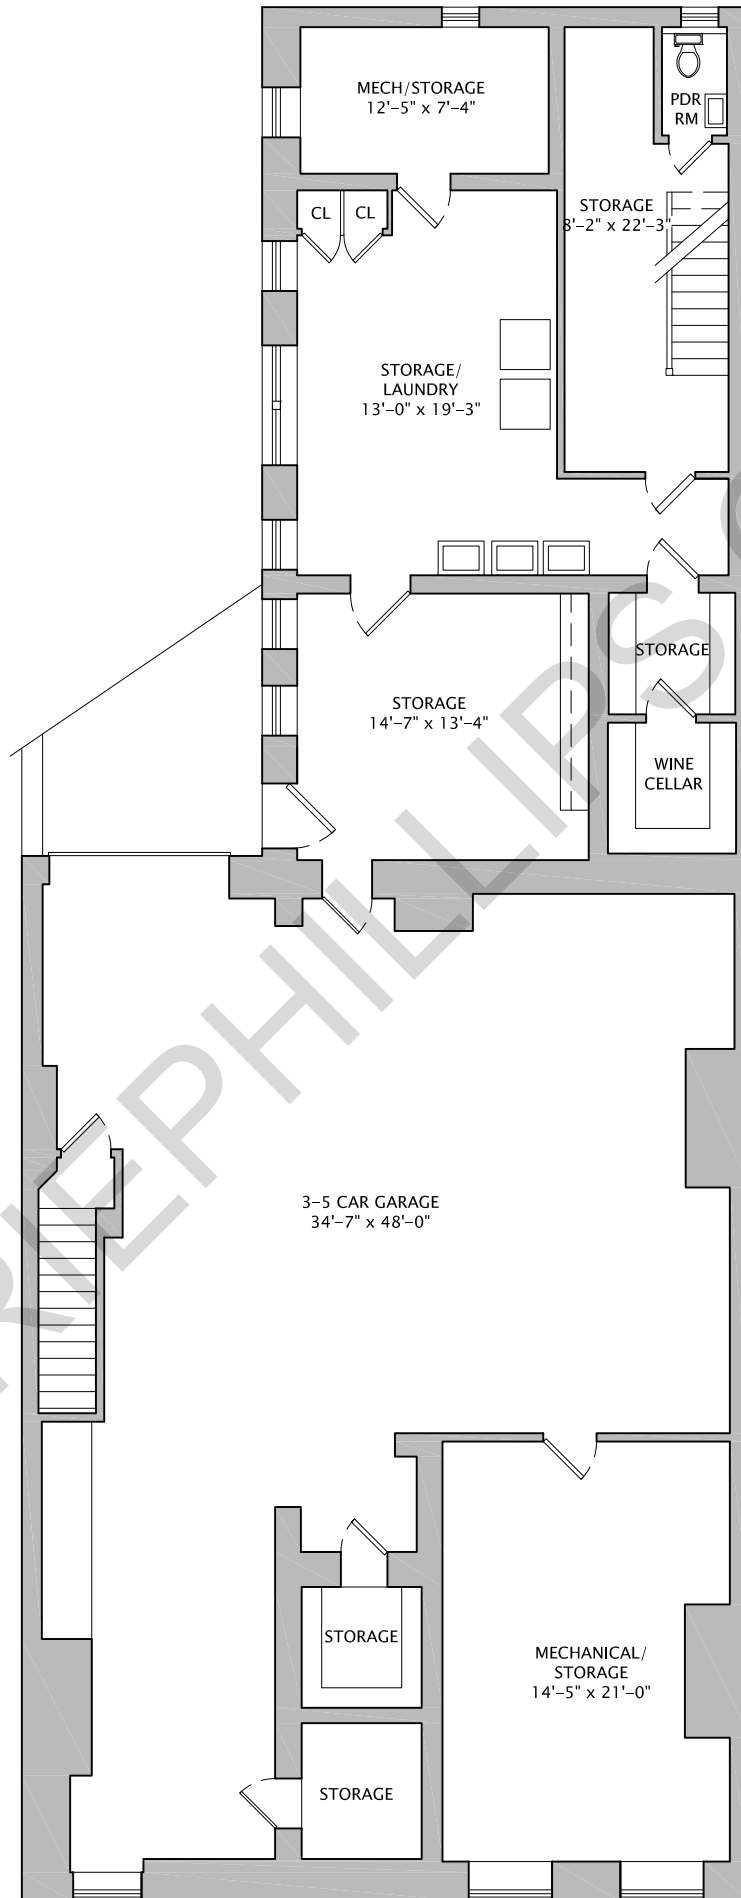 MECH/STORAGE
12'-5" x 7'-4"
PDR
RM
CL CL
STORAGE
8'-2" x 22'-3"
STORAGE/
LAUNDRY
13'-0" x 19'-3"
STORAGE
STORAGE
14'-7" x 13'-4"
WINE
CELLAR
3-5 CAR GARAGE
34'-7" x 48'-0"
STORAGE
MECHANICAL/
STORAGE
14'-5" x 21'-0"
STORAGE
RIEPHILLIPS